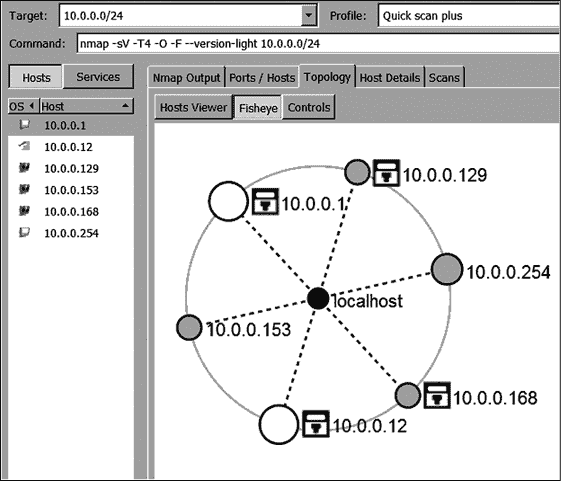 Target: 10.0.0.0/24 Profile: Quick scan plus
Command: nmap -sV -T4 -O -F --version-light 10.0.0.0/24
Hosts Services Nmap Output Ports / Hosts Topology Host Details Scans
OS Host Hosts Viewer Fisheye Controls
10.0.0.1
10.0.0.12
10.0.0.129
10.0.0.153
10.0.0.168
10.0.0.254
10.0.0.129
10.0.0.1
10.0.0.254
localhost
10.0.0.153
10.0.0.168
10.0.0.12